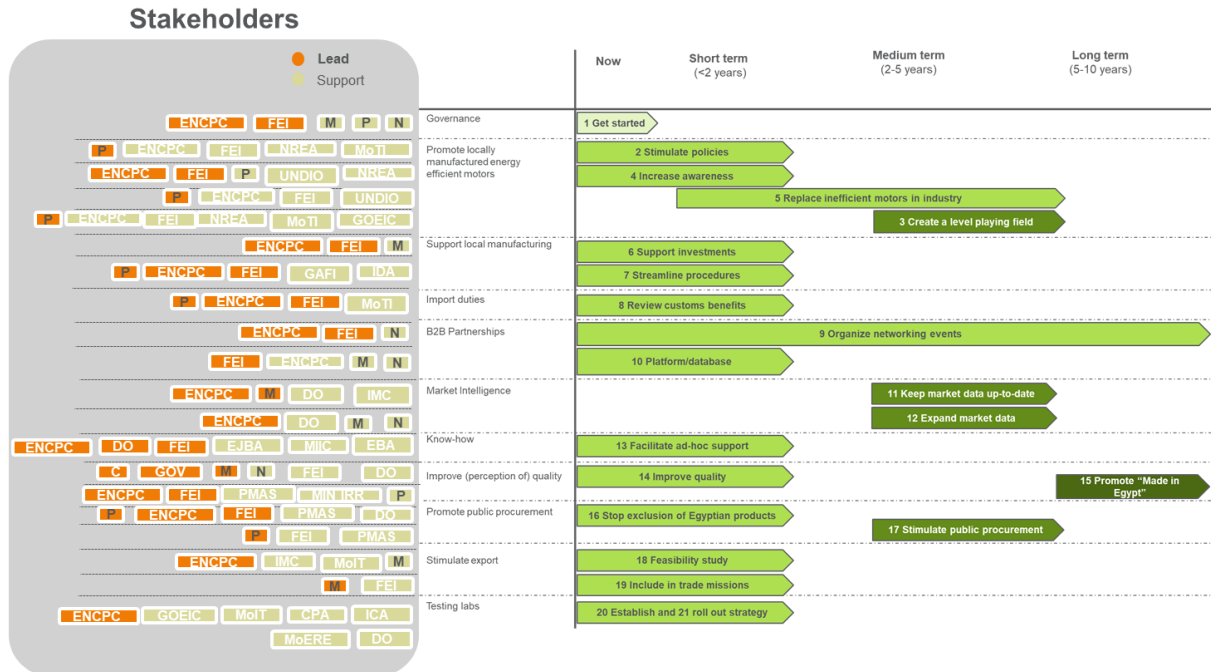 Stakeholders
Lead
Support
Now
Short term
(<2 years)
Medium term
(2-5 years)
Long term
(5-10 years)
ENCPC FEI M P N
Governance
1 Get started
P ENCPC FEI NREA MoTI
Promote locally
manufactured energy
efficient motors
2 Stimulate policies
ENCPC FEI P UNDIO NREA
4 Increase awareness
P ENCPC FEI UNDIO
5 Replace inefficient motors in industry
P ENCPC FEI NREA MoTI GOEIC
3 Create a level playing field
ENCPC FEI M
Support local manufacturing
6 Support investments
P ENCPC FEI GAFI IDA
7 Streamline procedures
P ENCPC FEI MoTI
Import duties
8 Review customs benefits
ENCPC FEI N
B2B Partnerships
9 Organize networking events
FEI ENCPC M N
10 Platform/database
ENCPC M DO IMC
Market Intelligence
11 Keep market data up-to-date
ENCPC DO M N
12 Expand market data
ENCPC DO FEI EJBA MIIC EBA
Know-how
13 Facilitate ad-hoc support
C GOV M N FEI DO
Improve (perception of) quality
14 Improve quality
15 Promote “Made in
Egypt”
ENCPC FEI PMAS MIN IRR P
P ENCPC FEI PMAS DO
Promote public procurement
16 Stop exclusion of Egyptian products
P FEI PMAS
17 Stimulate public procurement
ENCPC IMC MoIT M
Stimulate export
18 Feasibility study
M FEI
19 Include in trade missions
ENCPC GOEIC MoIT CPA ICA
Testing labs
20 Establish and 21 roll out strategy
MoERE DO